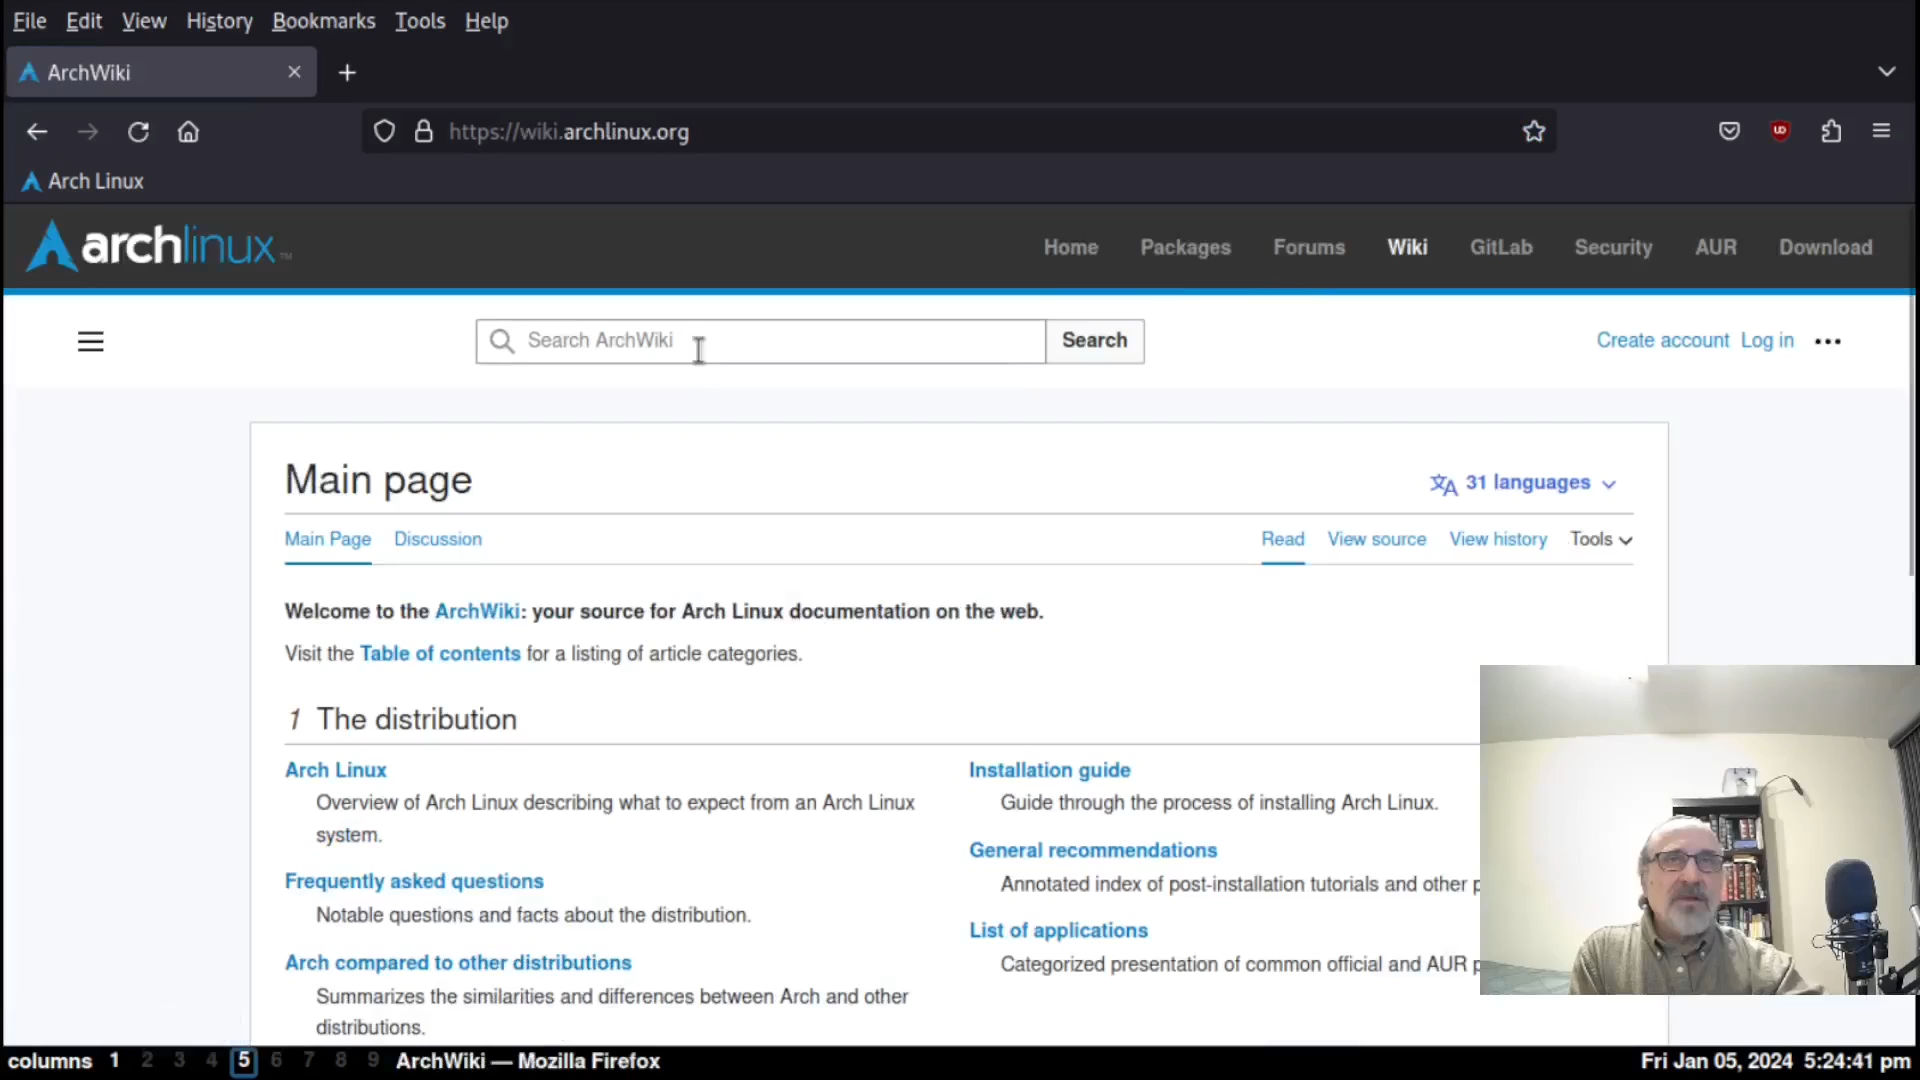 File Edit View History Bookmarks Tools Help
ArchWiki
https://wiki.archlinux.org
Arch Linux
archlinux™
Home Packages Forums Wiki GitLab Security AUR Download
Search ArchWiki Search Create account Log in
Main page
31 languages
Main Page Discussion Read View source View history Tools
Welcome to the ArchWiki: your source for Arch Linux documentation on the web.
Visit the Table of contents for a listing of article categories.
1 The distribution
Arch Linux
Overview of Arch Linux describing what to expect from an Arch Linux
system.
Frequently asked questions
Notable questions and facts about the distribution.
Arch compared to other distributions
Summarizes the similarities and differences between Arch and other
distributions.
Installation guide
Guide through the process of installing Arch Linux.
General recommendations
Annotated index of post-installation tutorials and other p
List of applications
Categorized presentation of common official and AUR p
columns 1 2 3 4 5 6 7 8 9 ArchWiki — Mozilla Firefox Fri Jan 05, 2024 5:24:41 pm